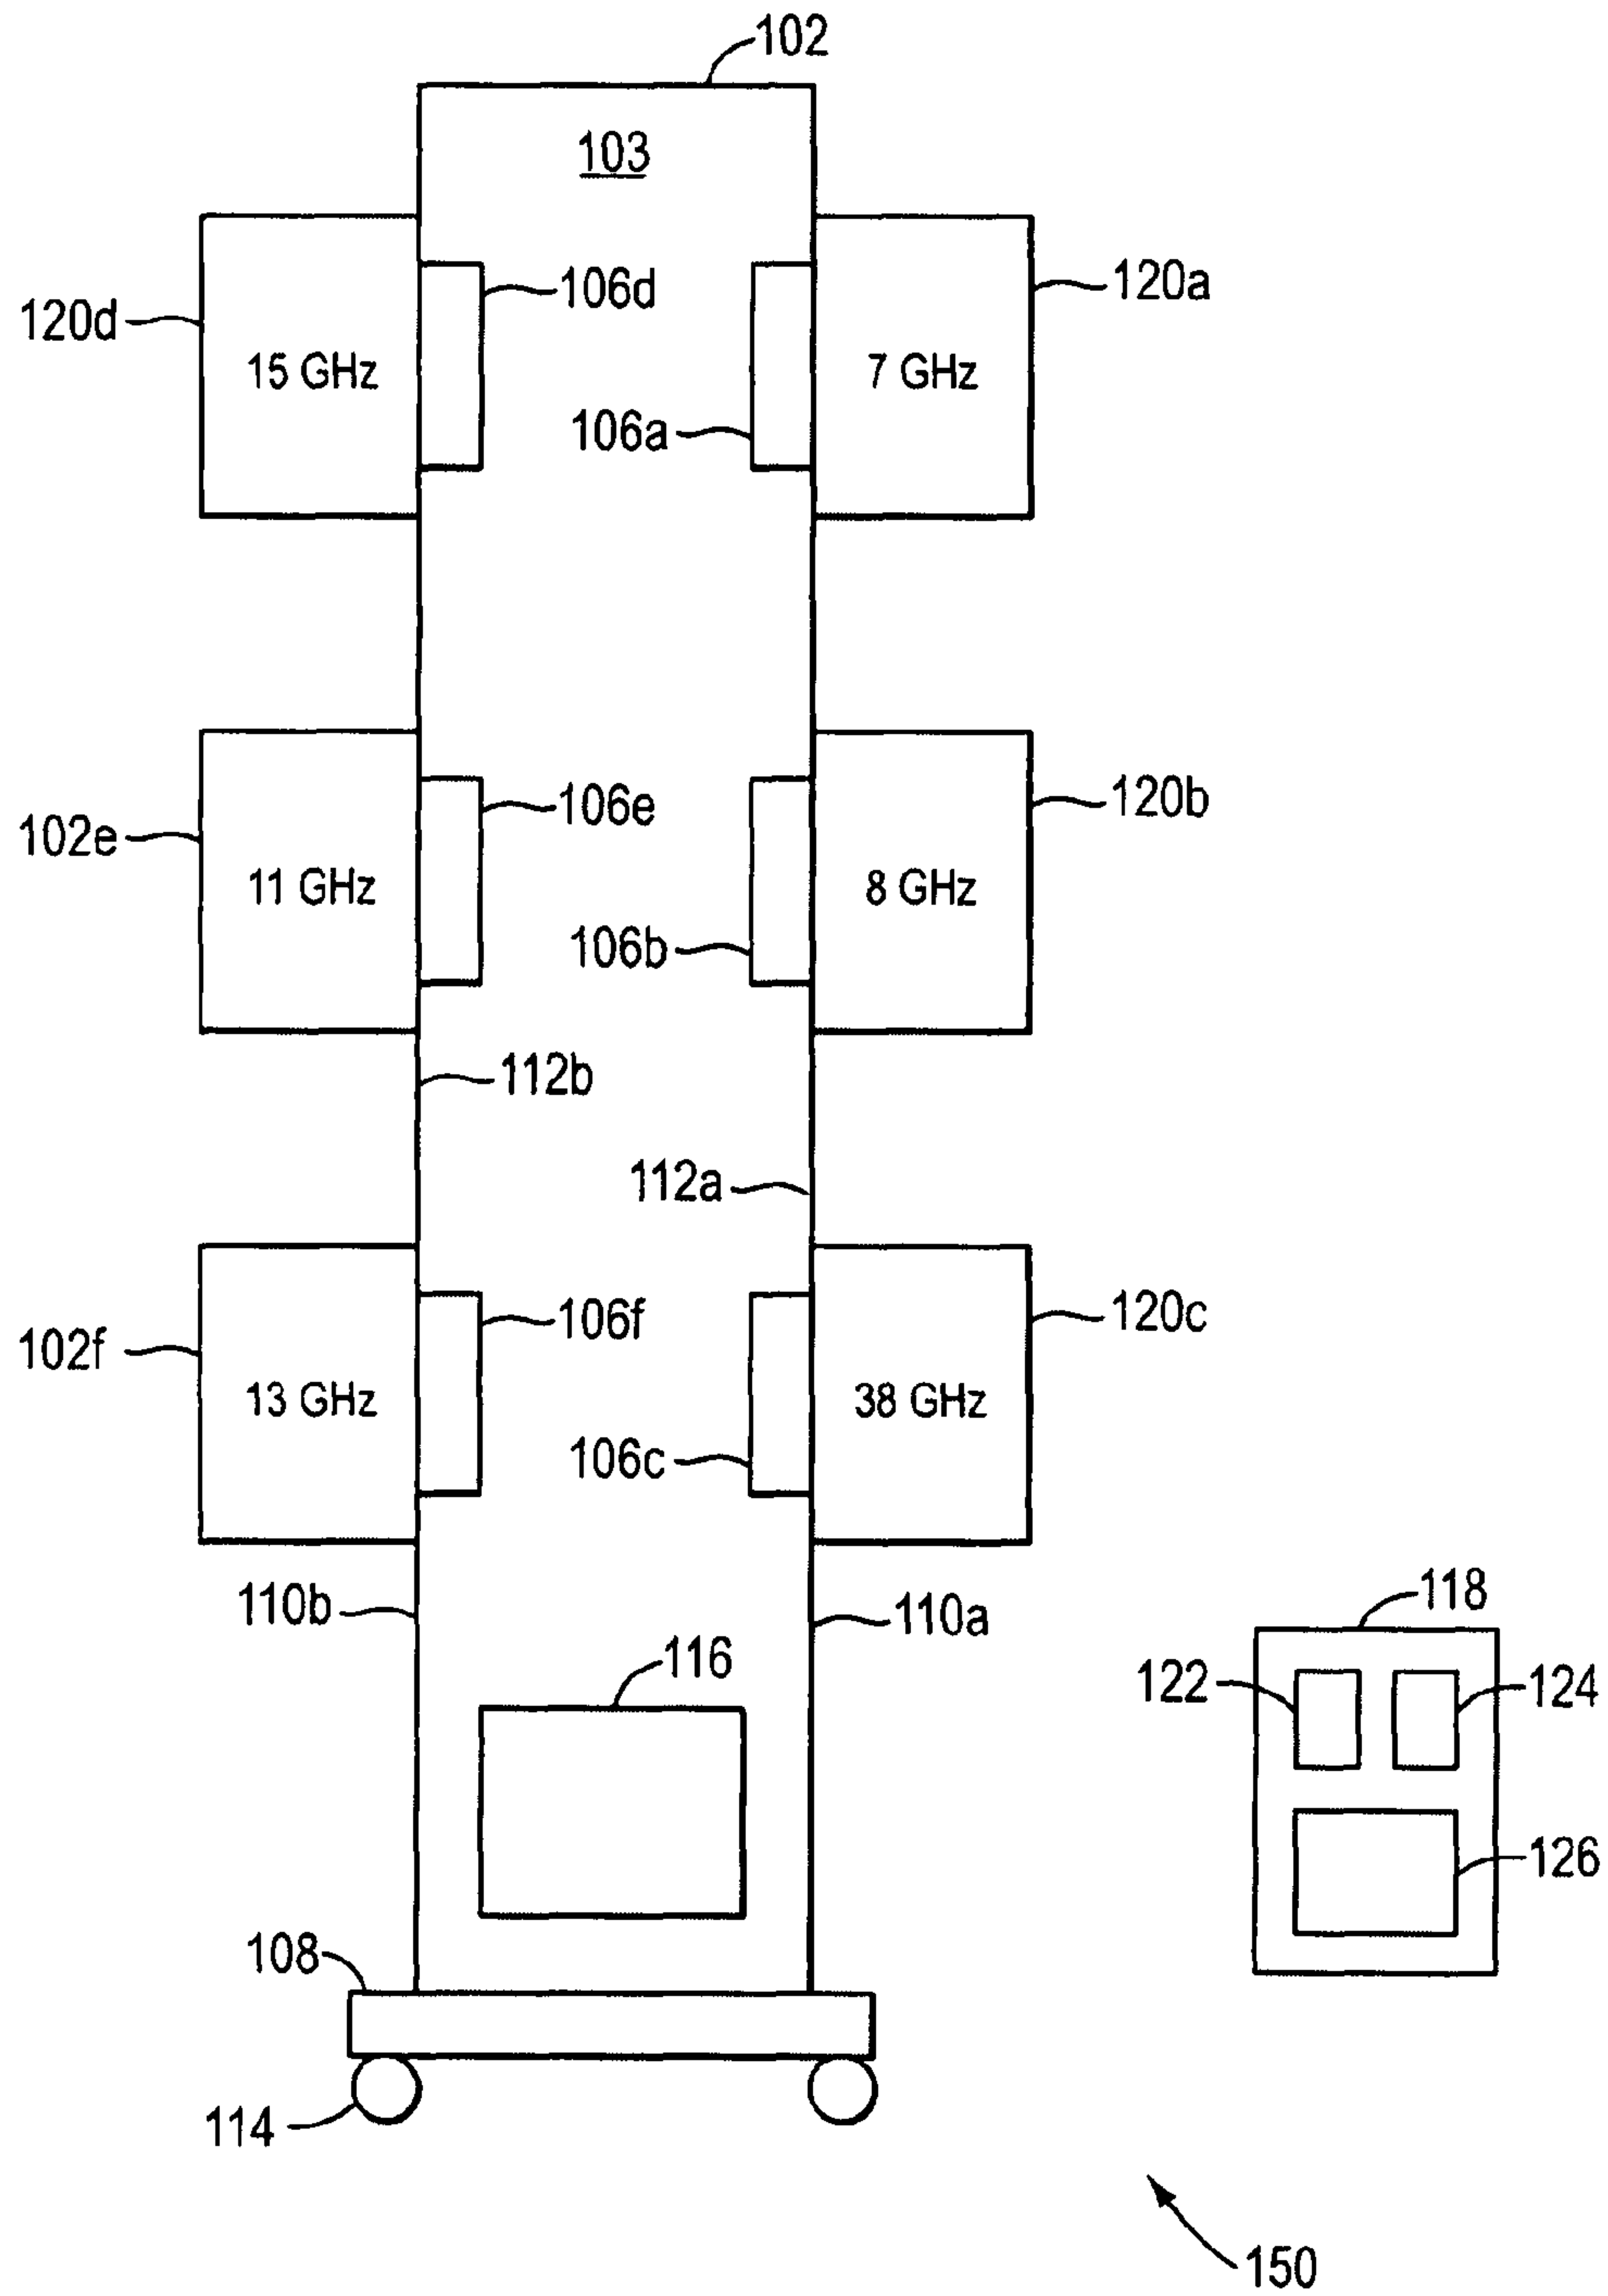 102
103
120d
106d
120a
15 GHz
7 GHz
106a
102e
106e
120b
11 GHz
8 GHz
106b
112b
112a
102f
106f
120c
13 GHz
38 GHz
106c
110b
110a
118
116
122
124
126
108
114
150